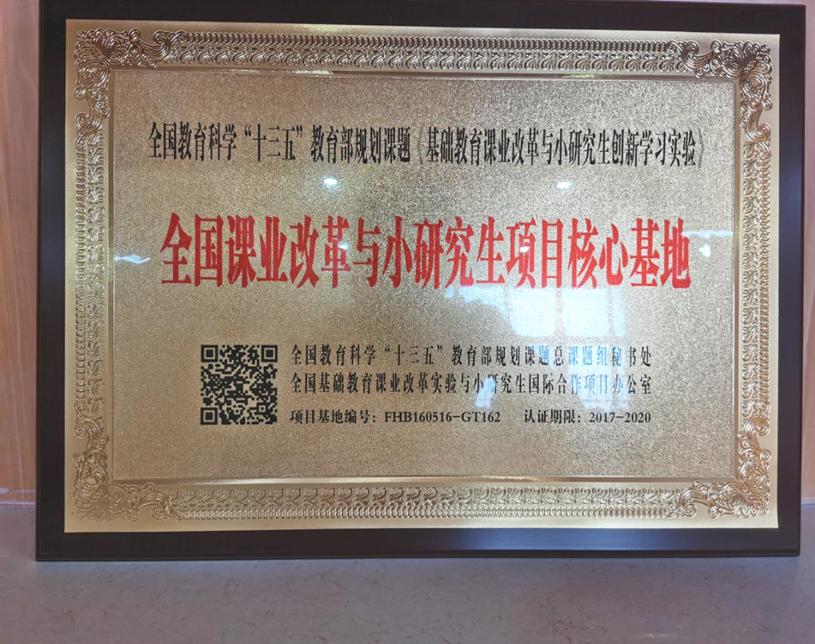 全国教育科学“十三五”教育部规划课题《基础教育课业改革与小研究生创新学习实验》
全国课业改革与小研究生项目核心基地
全国教育科学“十三五”教育部规划课题总课题组秘书处
全国基础教育课业改革实验与小研究生国际合作项目办公室
项目基地编号：FHB160516-GT162 认证期限：2017-2020